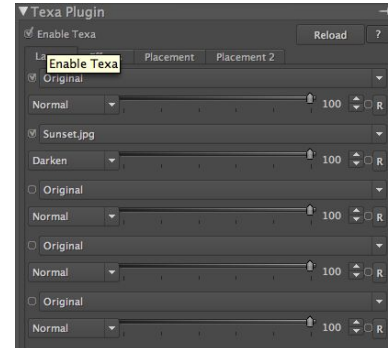 Texa Plugin
Enable Texa Reload ?
Placement Placement 2
Enable Texa
Original
Normal 100 R
Sunset.jpg
Darken 100 R
Original
Normal 100 R
Original
Normal 100 R
Original
Normal 100 R